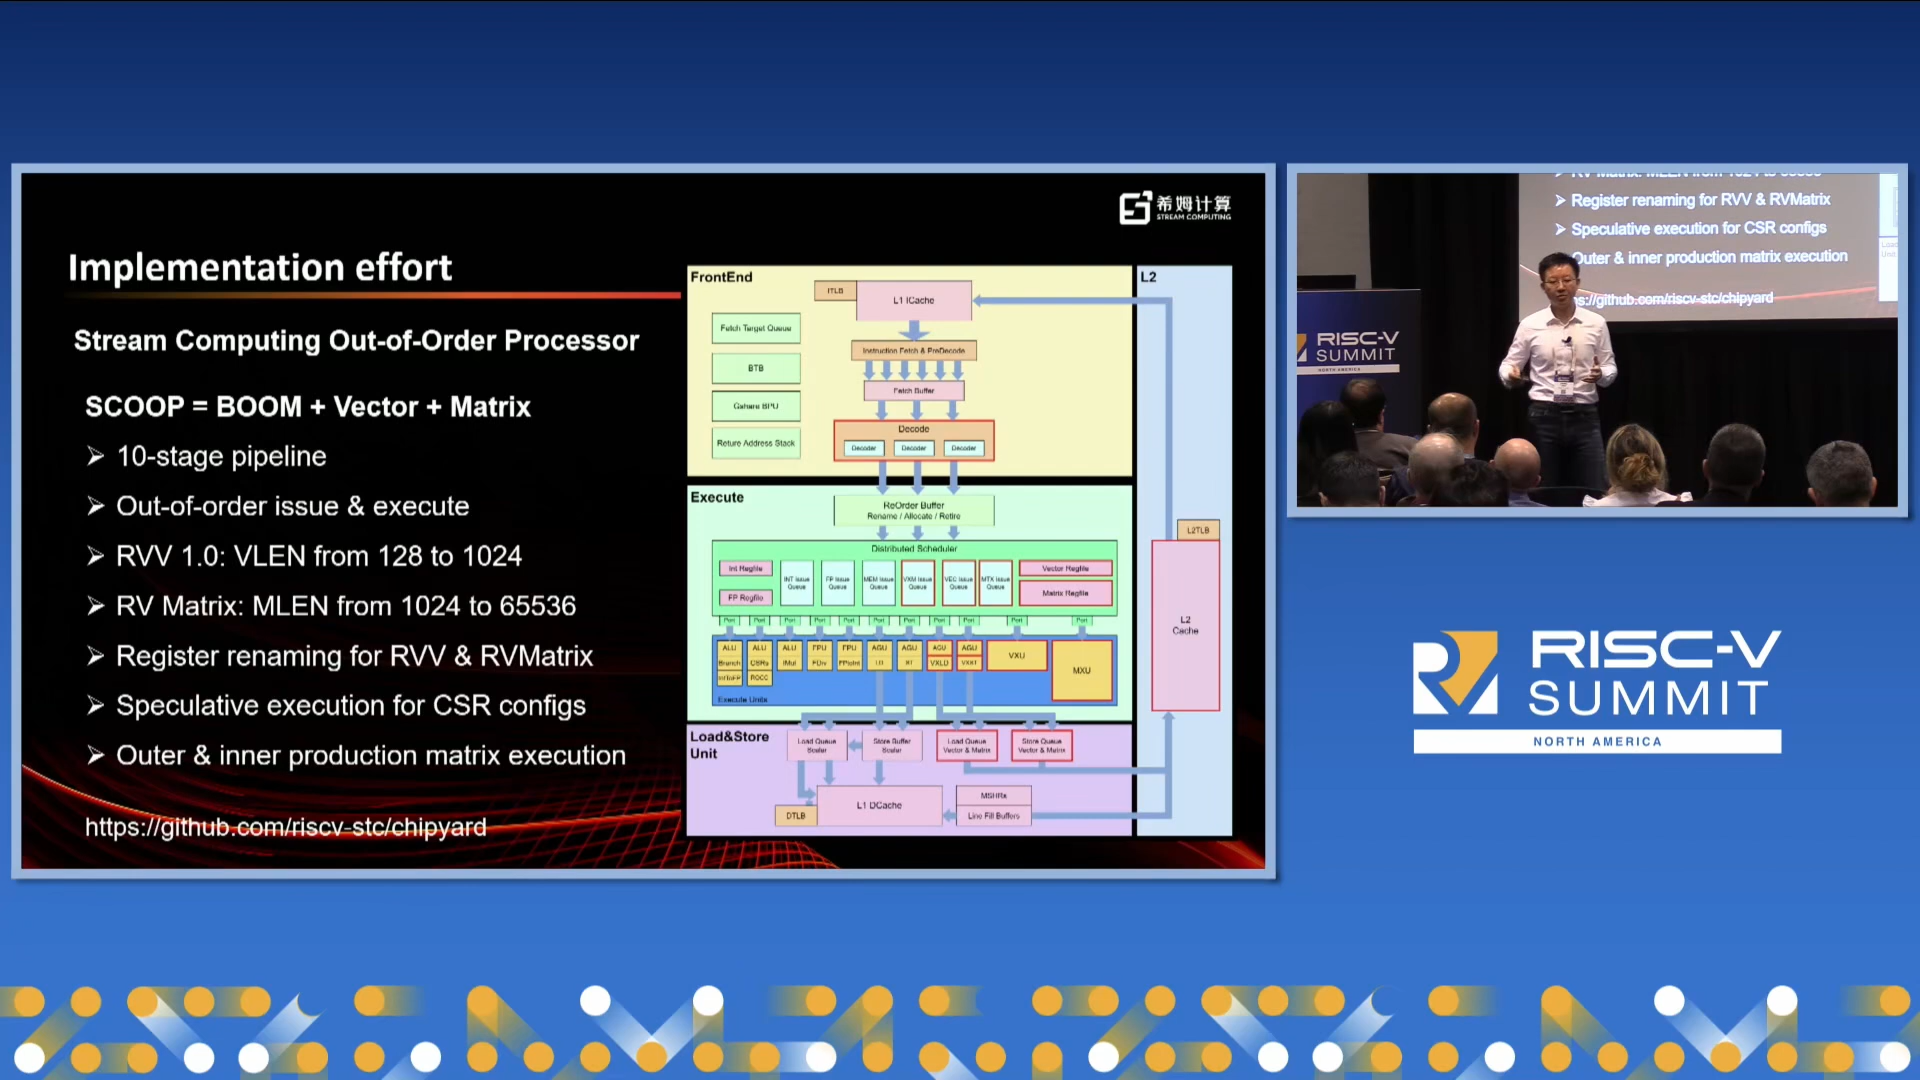 希姆计算
STREAM COMPUTING
Implementation effort
Stream Computing Out-of-Order Processor
SCOOP = BOOM + Vector + Matrix
➢ 10-stage pipeline
➢ Out-of-order issue & execute
➢ RVV 1.0: VLEN from 128 to 1024
➢ RV Matrix: MLEN from 1024 to 65536
➢ Register renaming for RVV & RVMatrix
➢ Speculative execution for CSR configs
➢ Outer & inner production matrix execution
https://github.com/riscv-stc/chipyard
FrontEnd
ITLB
L1 ICache
Fetch Target Queue
BTB
Gshare BPU
Return Address Stack
Instruction Fetch & PreDecode
Fetch Buffer
Decode
Decoder Decoder Decoder
Execute
ReOrder Buffer
Rename / Allocate / Retire
Distributed Scheduler
Int Regfile
FP Regfile
INT Issue
Queue
FP Issue
Queue
MEM Issue
Queue
VXM Issue
Queue
VEC Issue
Queue
MTX Issue
Queue
Vector Regfile
Matrix Regfile
Port Port Port Port Port Port Port Port Port Port Port
ALU ALU ALU FPU FPU AGU AGU AGU AGU
Branch CSRs IMul FDiv VXLD
ROCC
VXU
MXU
Execute Units
Load&Store
Unit
Load Queue
Scalar
Store Buffer
Scalar
Load Queue
Vector & Matrix
Store Queue
Vector & Matrix
DTLB
L1 DCache
MSHRs
Line Fill Buffers
L2
L2TLB
L2
Cache
RV Matrix: MLEN from 1024 to 65536
➢ Register renaming for RVV & RVMatrix
➢ Speculative execution for CSR configs
Outer & inner production matrix execution
ps://github.com/riscv-stc/chipyard
RISC-V
SUMMIT
NORTH AMERICA
RISC-V
SUMMIT
NORTH AMERICA